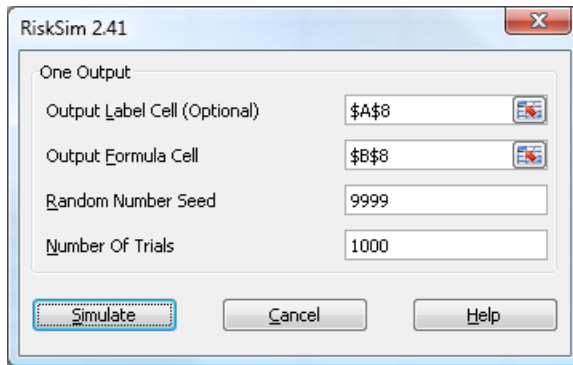 RiskSim 2.41
One Output
Output Label Cell (Optional) $A$8
Output Formula Cell $B$8
Random Number Seed 9999
Number Of Trials 1000
Simulate Cancel Help